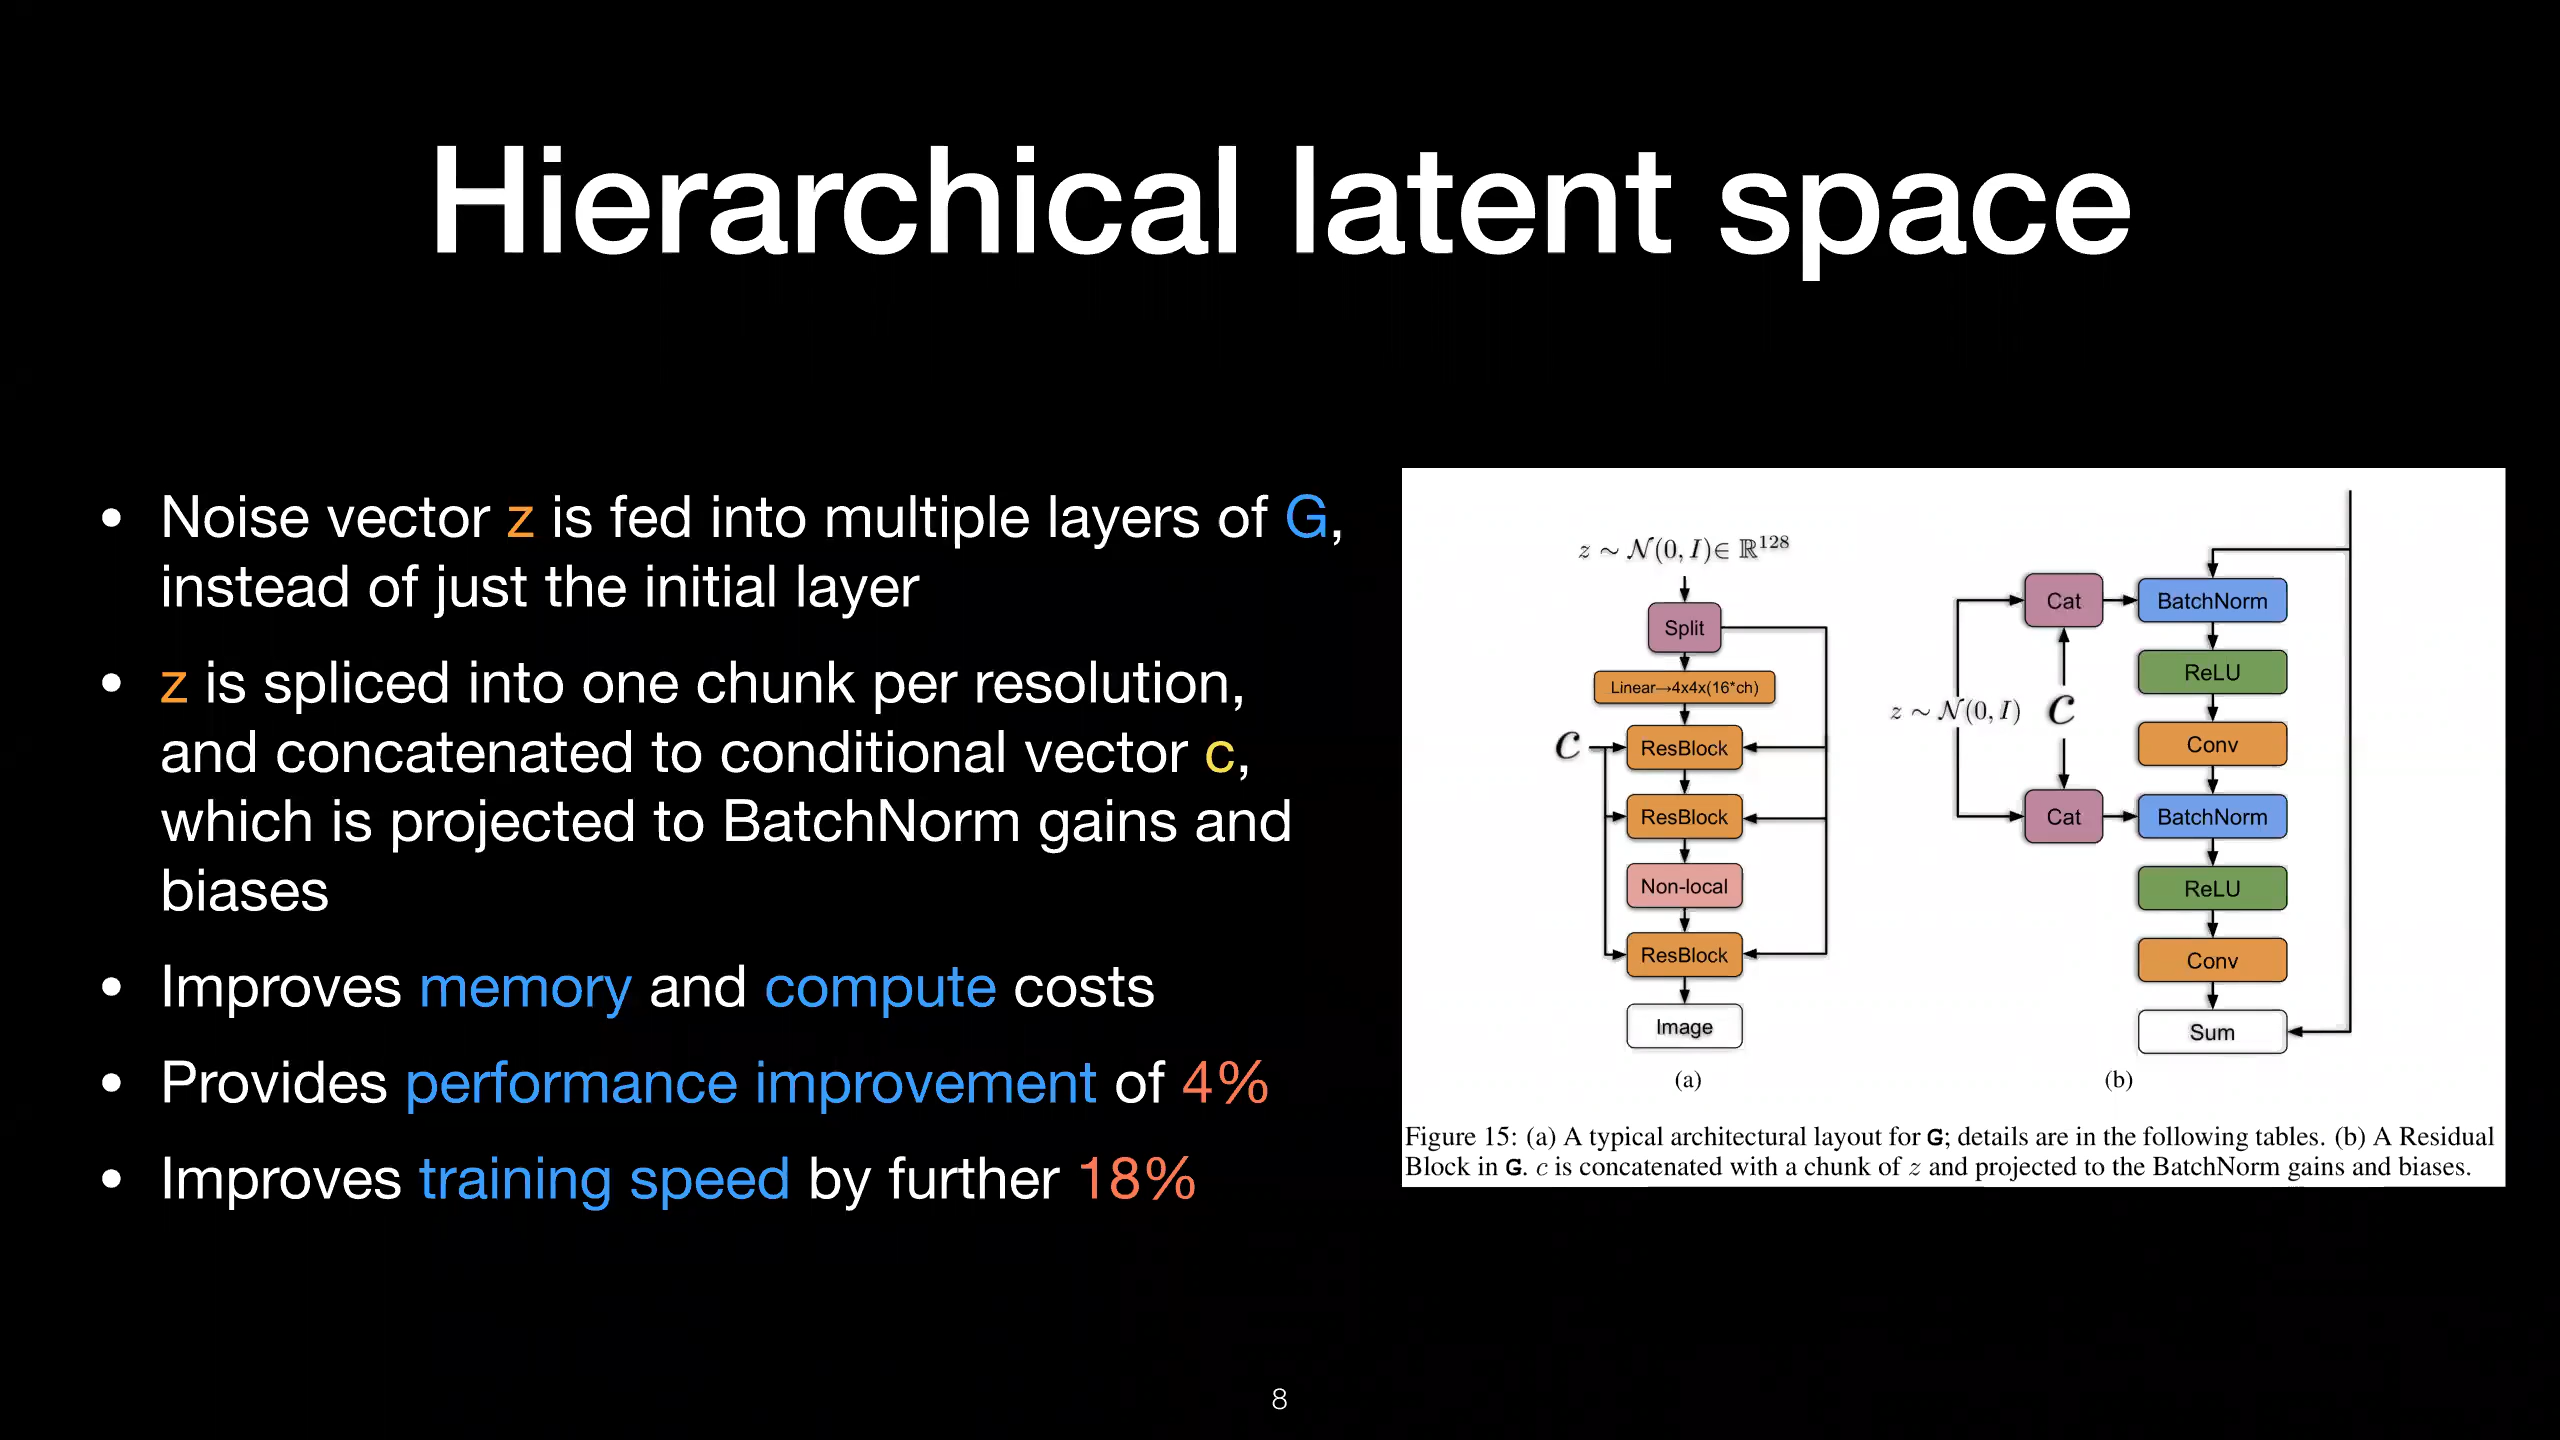 Hierarchical latent space
• Noise vector z is fed into multiple layers of G,
instead of just the initial layer
• z is spliced into one chunk per resolution,
and concatenated to conditional vector c,
which is projected to BatchNorm gains and
biases
• Improves memory and compute costs
• Provides performance improvement of 4%
• Improves training speed by further 18%
z ∼ 𝒩(0, I)∈ ℝ¹²⁸
Split
Linear→4x4x(16*ch)
c
ResBlock
ResBlock
Non-local
ResBlock
Image
(a)
Cat
BatchNorm
ReLU
z ∼ 𝒩(0, I)
c
Conv
Cat
BatchNorm
ReLU
Conv
Sum
(b)
Figure 15: (a) A typical architectural layout for G; details are in the following tables. (b) A Residual
Block in G. c is concatenated with a chunk of z and projected to the BatchNorm gains and biases.
8